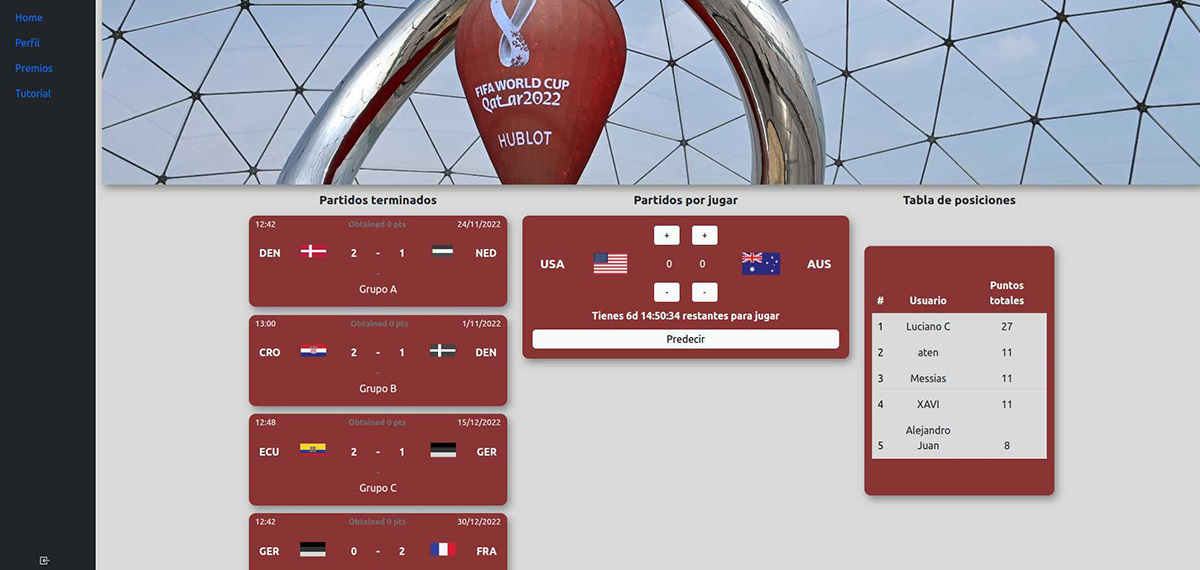 Home
Perfil
Premios
Tutorial
FIFA WORLD CUP
Qatar2022
HUBLOT
Partidos terminados
12:42 Obtained 0 pts 24/11/2022
DEN 2 - 1 NED
-
Grupo A
13:00 Obtained 0 pts 1/11/2022
CRO 2 - 1 DEN
-
Grupo B
12:48 Obtained 0 pts 15/12/2022
ECU 2 - 1 GER
-
Grupo C
12:42 Obtained 0 pts 30/12/2022
GER 0 - 2 FRA
Partidos por jugar
+ +
USA 0 0 AUS
- -
Tienes 6d 14:50:34 restantes para jugar
Predecir
Tabla de posiciones
# Usuario Puntos totales
1 Luciano C 27
2 aten 11
3 Messias 11
4 XAVI 11
5 Alejandro Juan 8